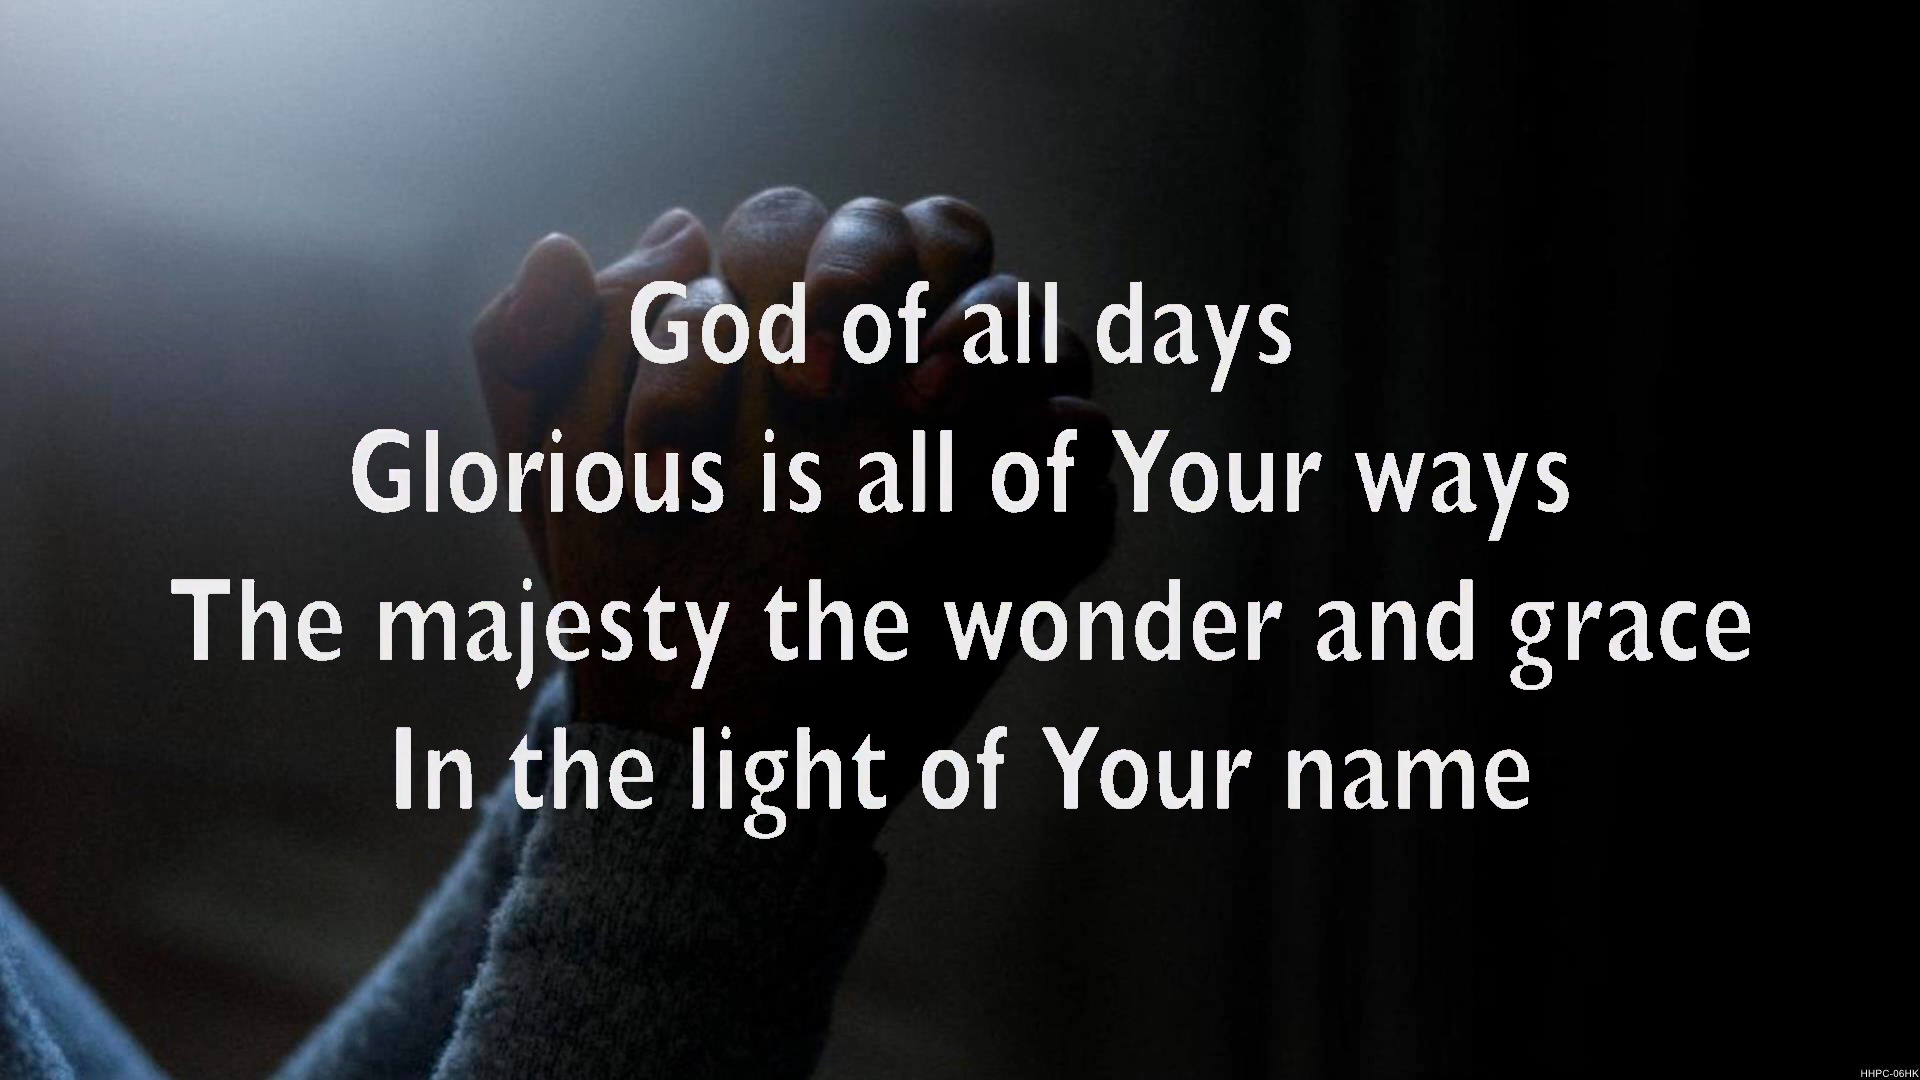 God of all days
Glorious is all of Your ways
The majesty the wonder and grace
In the light of Your name
HHPC-06HK